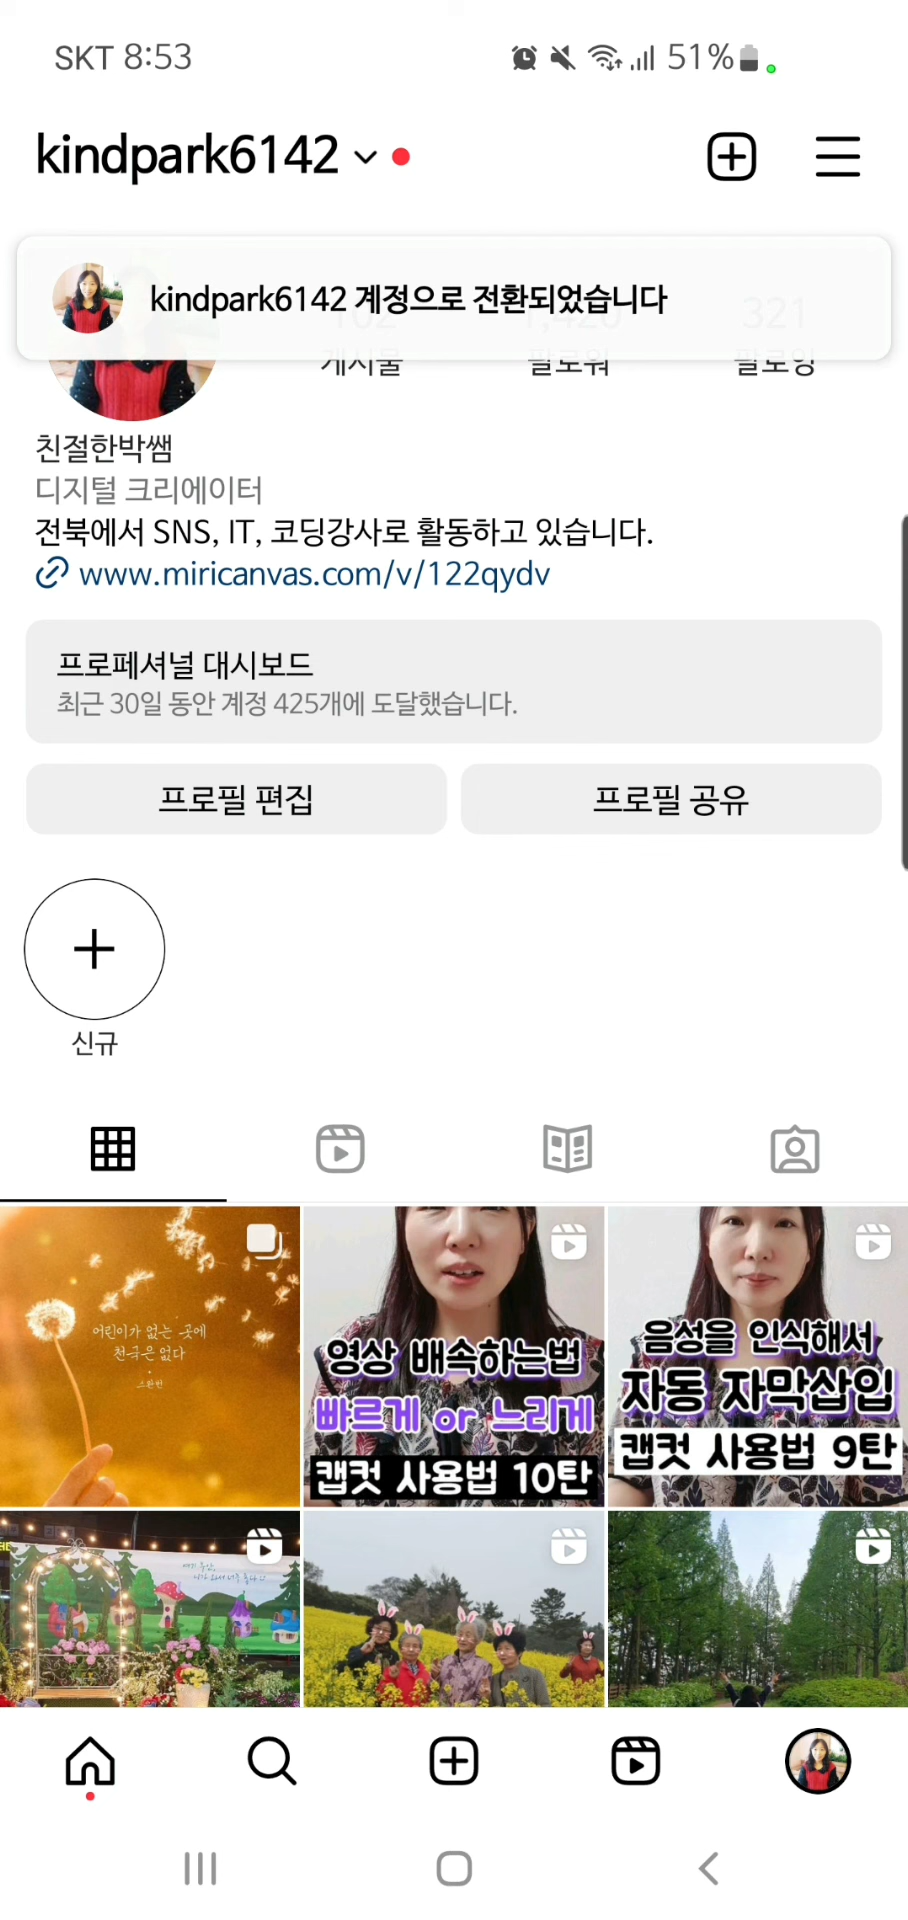 SKT 8:53
51%
kindpark6142
kindpark6142 계정으로 전환되었습니다
321
게시물
팔로워
팔로잉
친절한박쌤
디지털 크리에이터
전북에서 SNS, IT, 코딩강사로 활동하고 있습니다.
www.miricanvas.com/v/122qydv
프로페셔널 대시보드
최근 30일 동안 계정 425개에 도달했습니다.
프로필 편집
프로필 공유
신규
어린이가 없는 곳에
천국은 없다
영상 배속하는법
빠르게 or 느리게
캡컷 사용법 10탄
음성을 인식해서
자동 자막삽입
캡컷 사용법 9탄